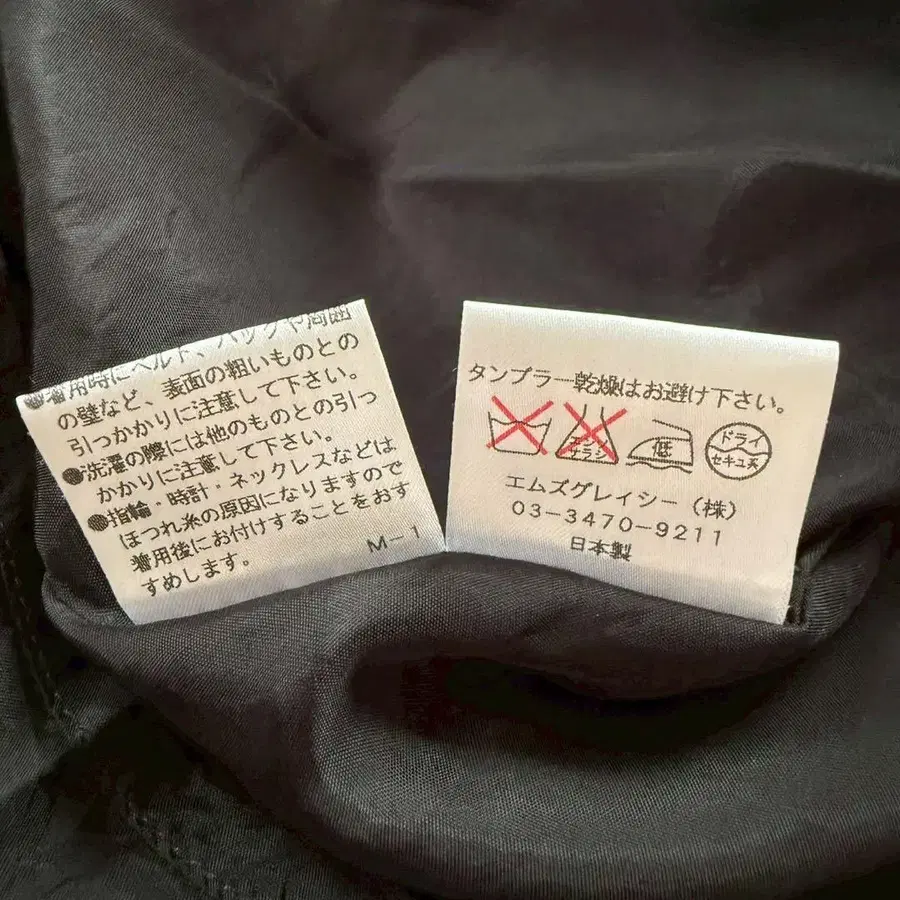 ●着用時にベルト、バッグや周囲
の壁など、表面の粗いものとの
引っかかりに注意して下さい。
●洗濯の際には他のものとの引っ
かかりに注意して下さい。
●指輪・時計・ネックレスなどは
ほつれ糸の原因になりますので
着用後にお付けすることをおす
すめします。
M-1
タンブラー乾燥はお避け下さい。
エンソ
サラシ
低
ドライ
セキユ系
エムズグレイシー(株)
03-3470-9211
日本製